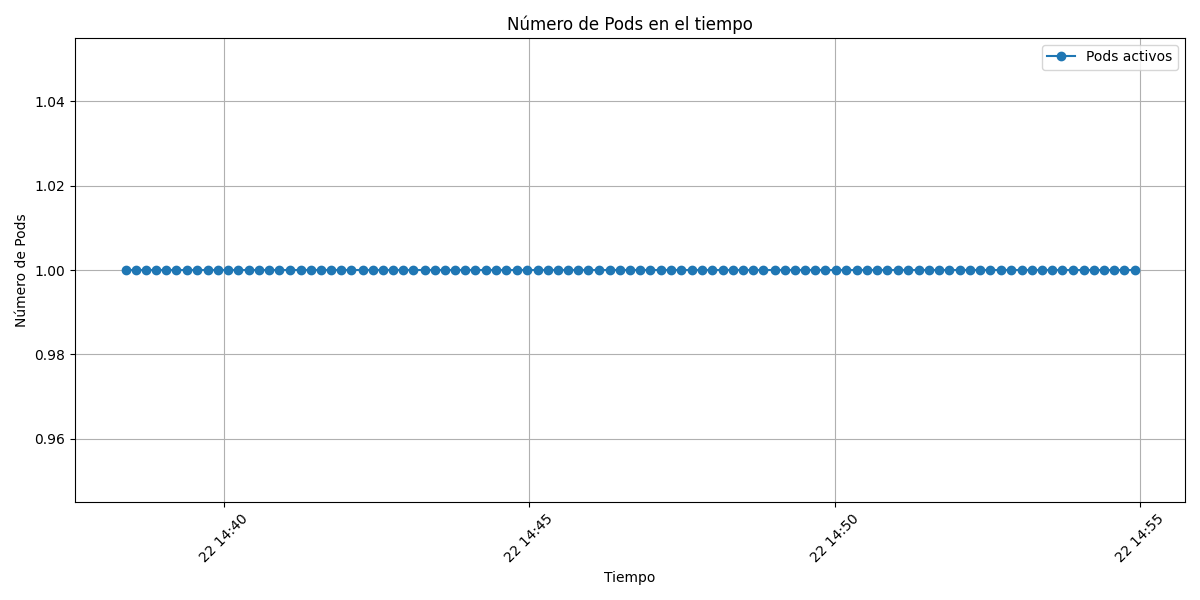 Número de Pods en el tiempo
Pods activos
1.04
1.02
1.00
0.98
0.96
Número de Pods
22 14:40
22 14:45
22 14:50
22 14:55
Tiempo